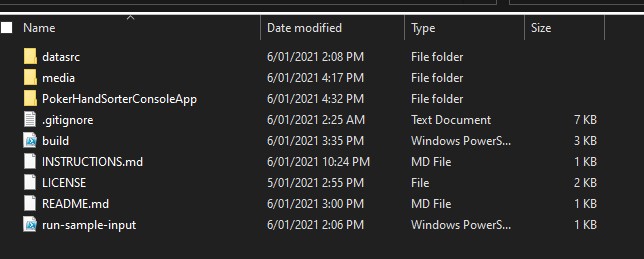 Name Date modified Type Size
datasrc 6/01/2021 2:08 PM File folder
media 6/01/2021 4:17 PM File folder
PokerHandSorterConsoleApp 6/01/2021 4:32 PM File folder
.gitignore 6/01/2021 2:25 AM Text Document 7 KB
build 6/01/2021 3:35 PM Windows PowerS... 3 KB
INSTRUCTIONS.md 6/01/2021 10:24 PM MD File 1 KB
LICENSE 5/01/2021 2:55 PM File 2 KB
README.md 6/01/2021 3:00 PM MD File 1 KB
run-sample-input 6/01/2021 2:06 PM Windows PowerS... 1 KB